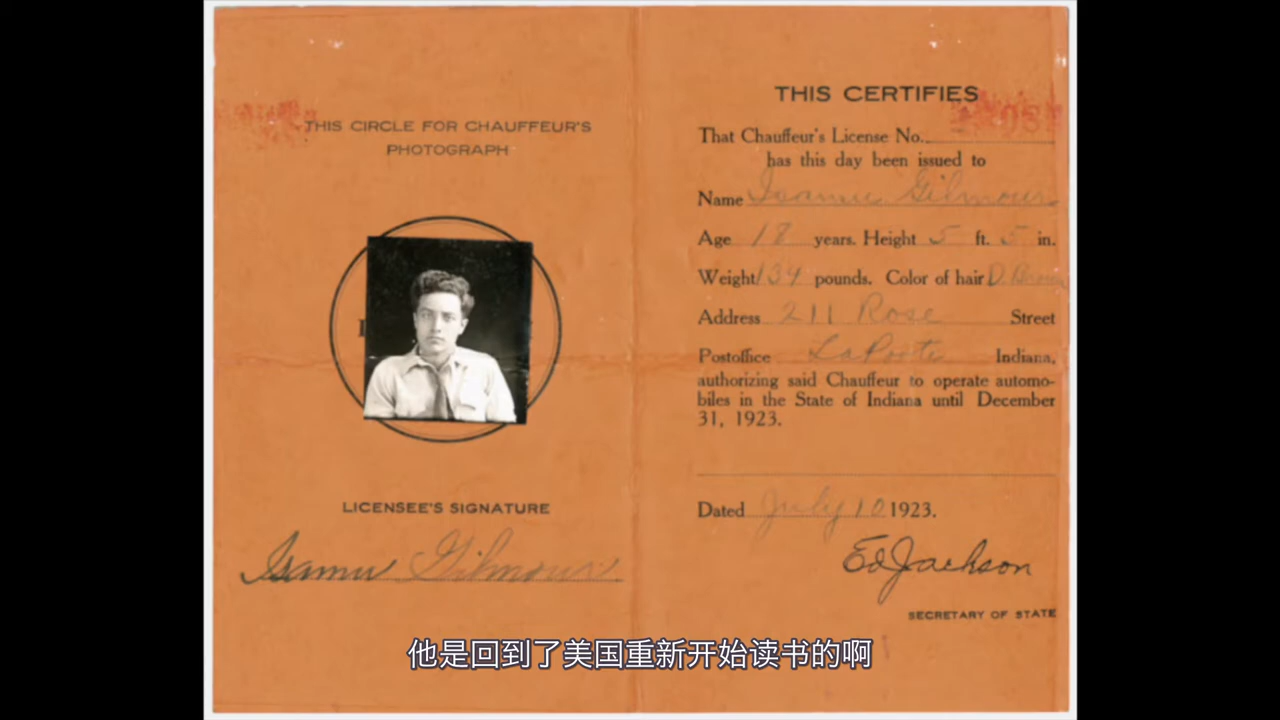 THIS CIRCLE FOR CHAUFFEUR'S
PHOTOGRAPH
LICENSEE'S SIGNATURE
Isamu Gilmour
THIS CERTIFIES
That Chauffeur's License No.
has this day been issued to
Name Isamu Gilmour
Age 18 years. Height 5 ft. 5 in.
Weight 134 pounds. Color of hair D. Brown
Address 211 Rose Street
Postoffice LaPorte Indiana,
authorizing said Chauffeur to operate automo-
biles in the State of Indiana until December
31, 1923.
Dated July 10 1923.
Ed Jackson
SECRETARY OF STATE
他是回到了美国重新开始读书的啊